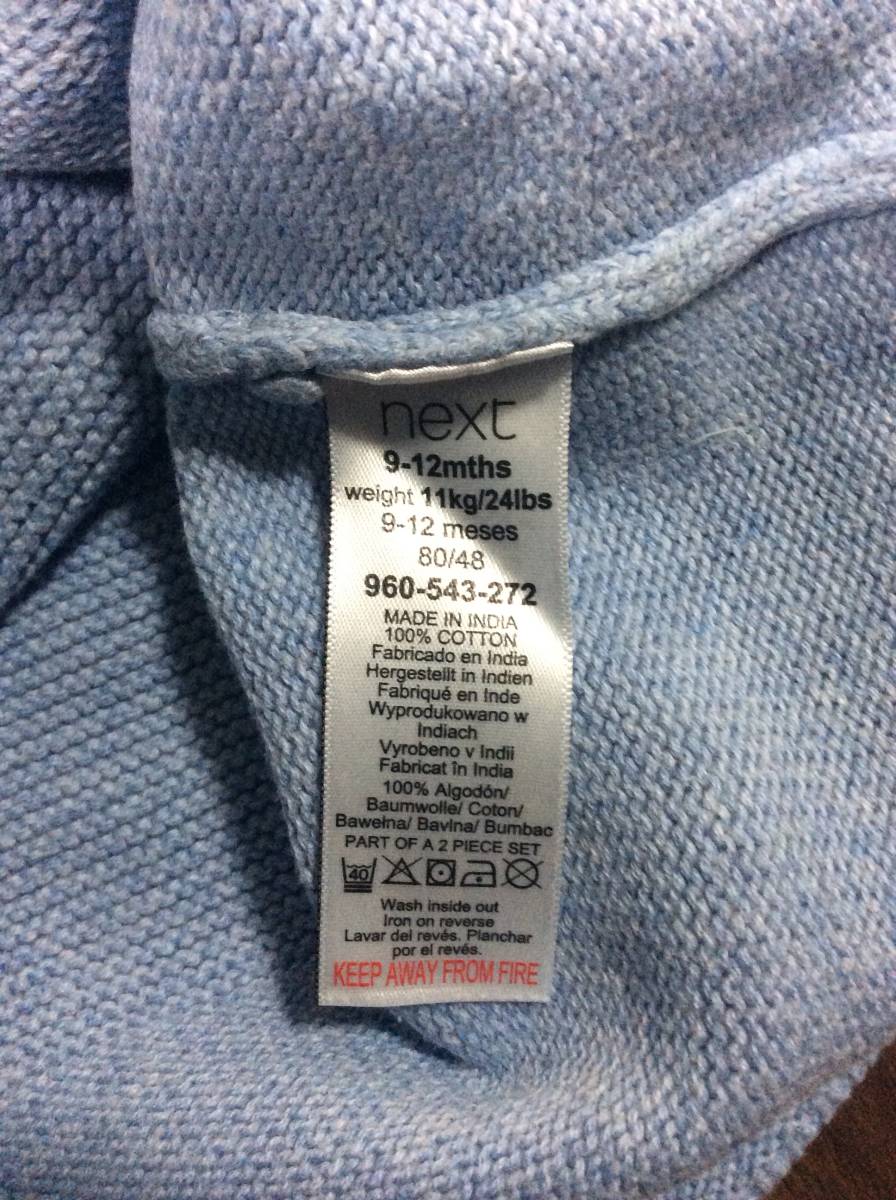 next
9-12mths
weight 11kg/24lbs
9-12 meses
80/48
960-543-272
MADE IN INDIA
100% COTTON
Fabricado en India
Hergestellt in Indien
Fabriqué en Inde
Wyprodukowano w
Indiach
Vyrobeno v Indii
Fabricat în India
100% Algodón/
Baumwolle/ Coton/
Bawełna/ Bavlna/ Bumbac
PART OF A 2 PIECE SET
40
Wash inside out
Iron on reverse
Lavar del revés. Planchar
por el revés.
KEEP AWAY FROM FIRE